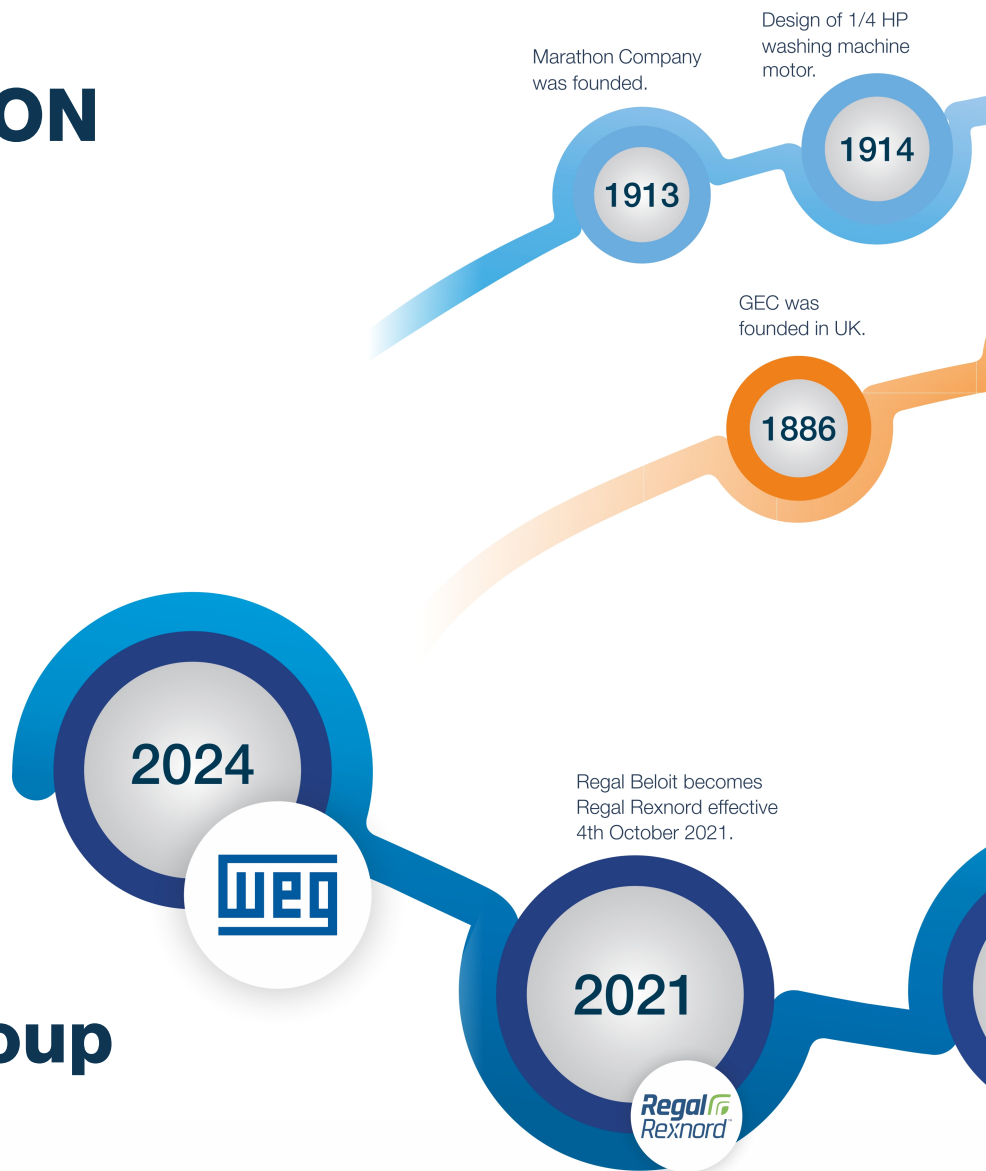 ON
Marathon Company
was founded.
1913
Design of 1/4 HP
washing machine
motor.
1914
GEC was
founded in UK.
1886
2024
weg
Regal Beloit becomes
Regal Rexnord effective
4th October 2021.
2021
Regal
Rexnord™
oup